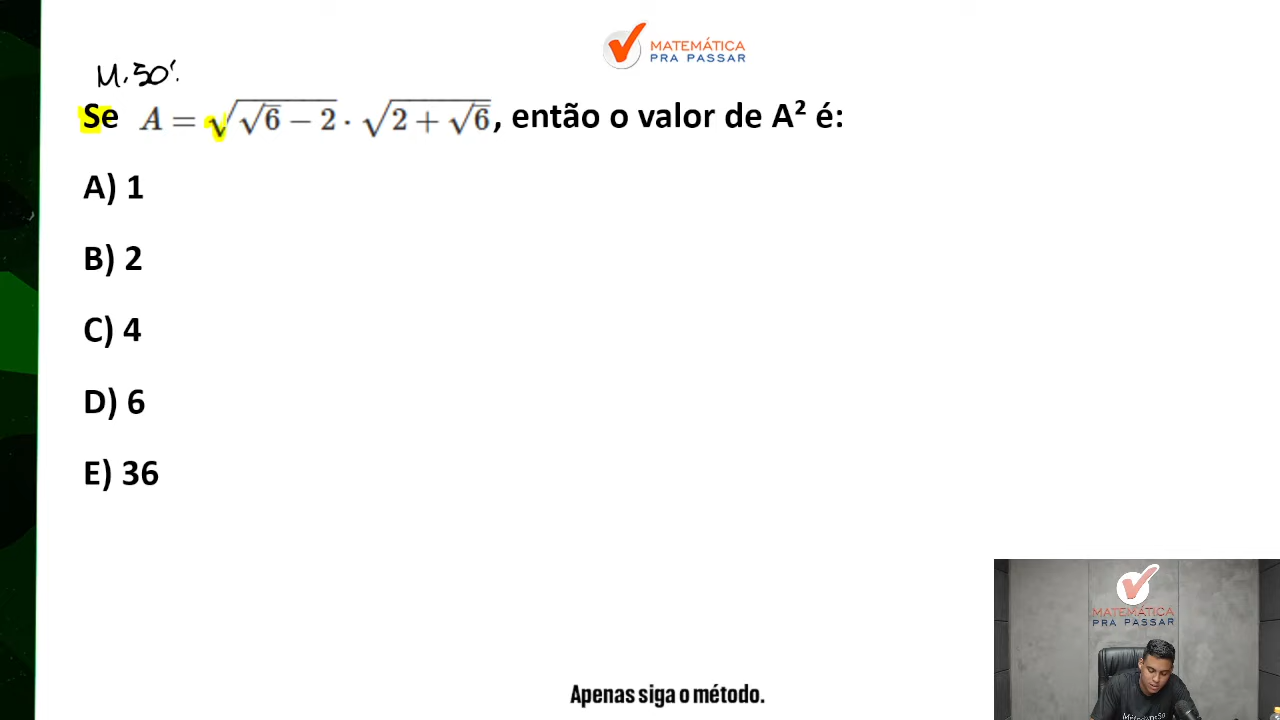 MATEMÁTICA
PRA PASSAR
M.50:
Se A = √(√6 − 2) · √(2 + √6), então o valor de A² é:
A) 1
B) 2
C) 4
D) 6
E) 36
MATEMÁTICA
PRA PASSAR
Apenas siga o método.